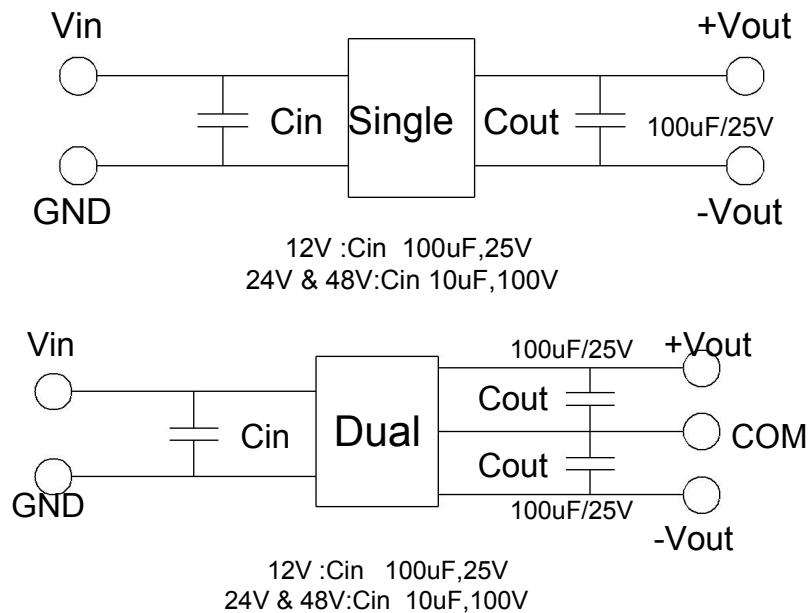 Vin
+Vout
Cin
Single
Cout
100uF/25V
GND
-Vout
12V :Cin 100uF,25V
24V & 48V:Cin 10uF,100V
Vin
100uF/25V
+Vout
Cout
Cin
Dual
COM
Cout
GND
100uF/25V
-Vout
12V :Cin 100uF,25V
24V & 48V:Cin 10uF,100V